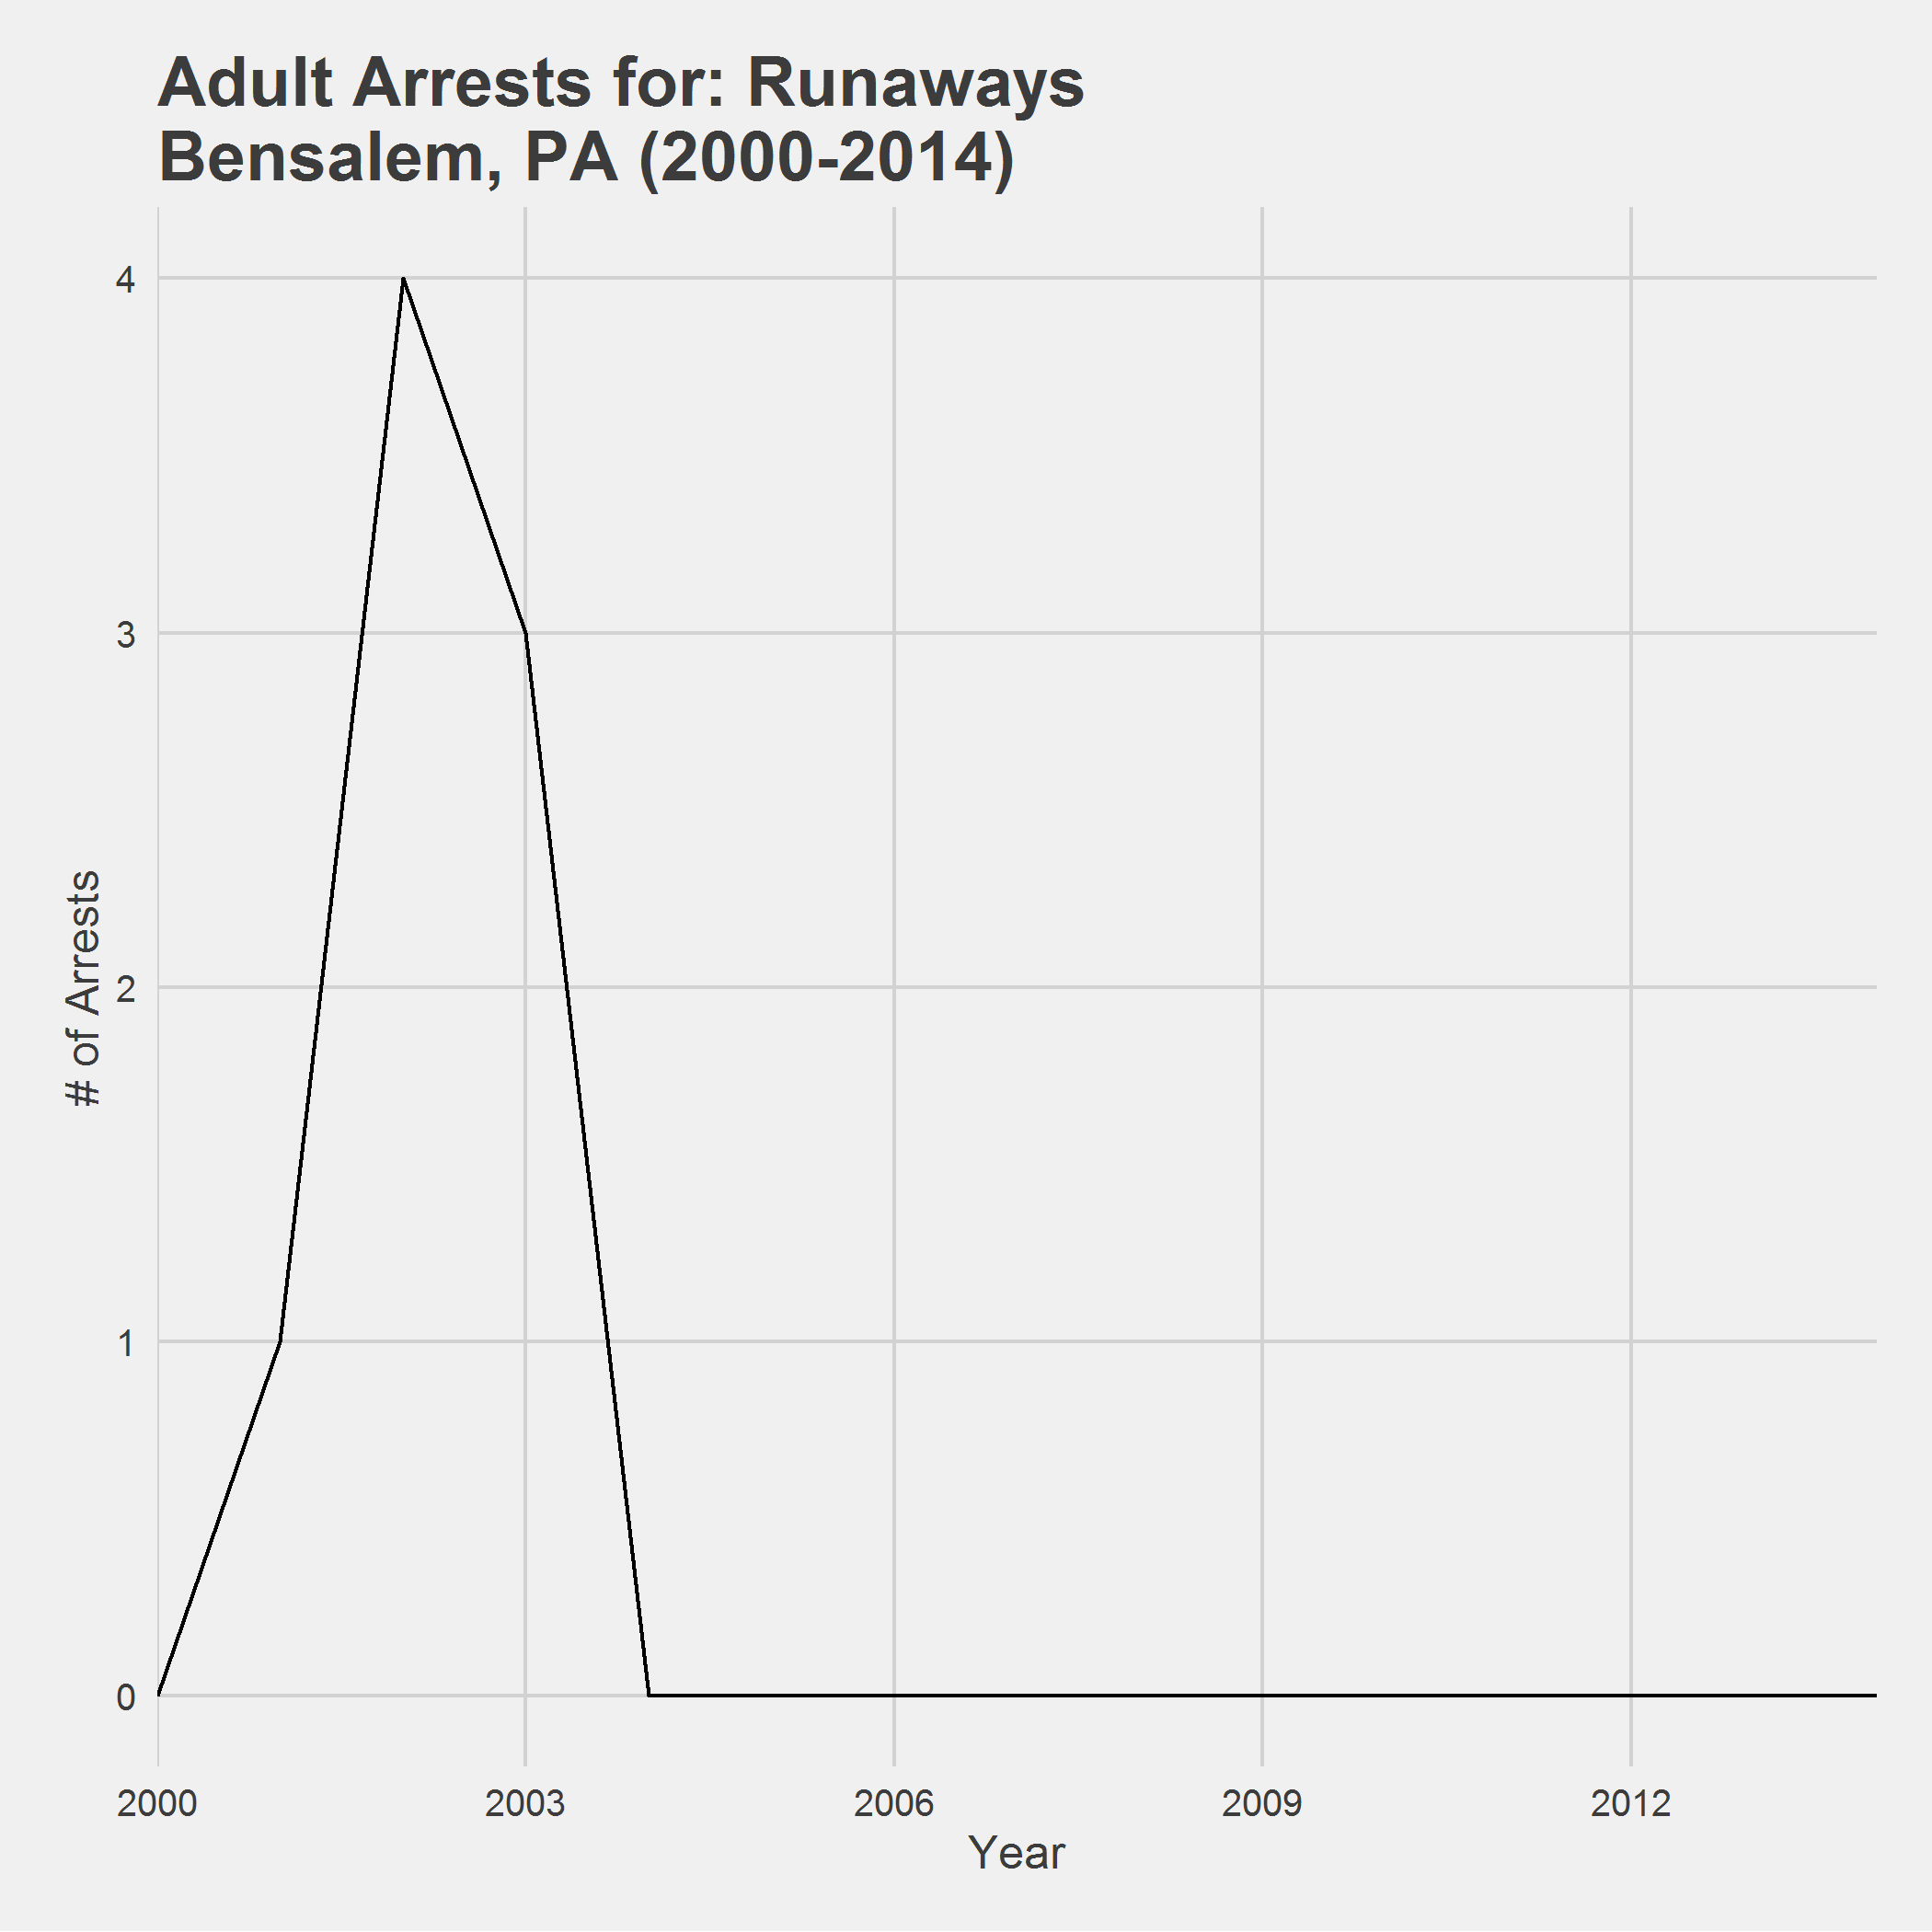 Adult Arrests for: Runaways
Bensalem, PA (2000-2014)
4
3
2
1
0
# of Arrests
2000
2003
2006
2009
2012
Year